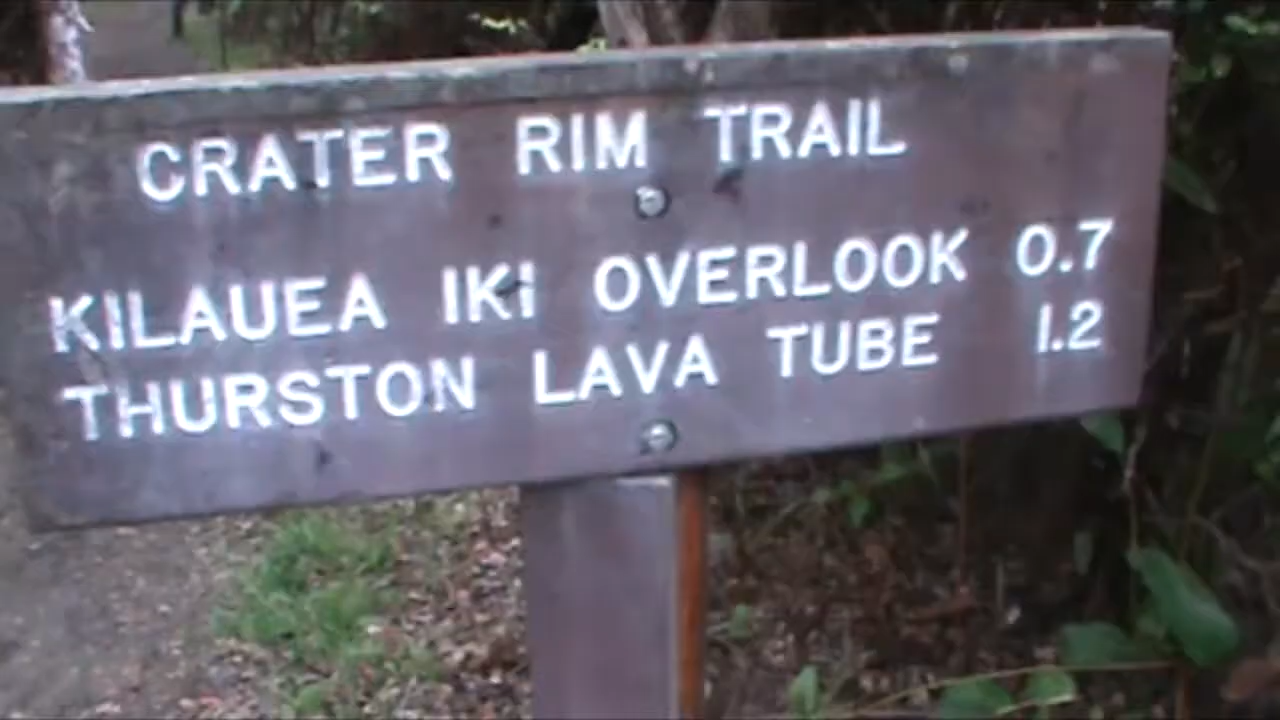 CRATER RIM TRAIL
KILAUEA IKI OVERLOOK 0.7
THURSTON LAVA TUBE 1.2